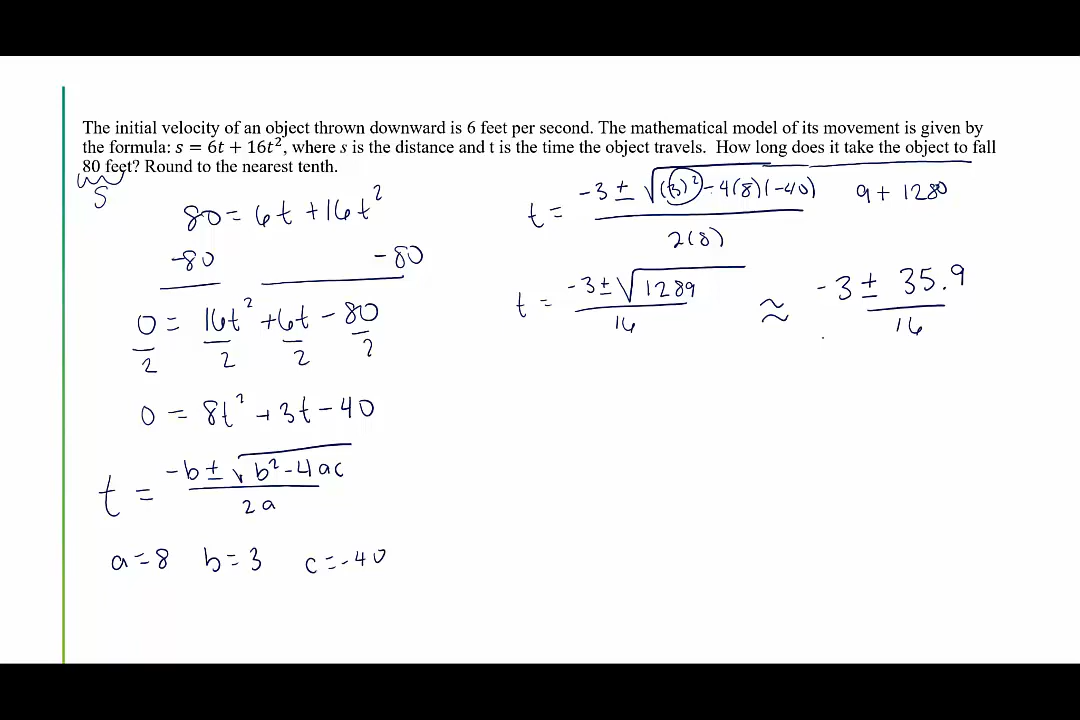 The initial velocity of an object thrown downward is 6 feet per second. The mathematical model of its movement is given by
the formula: s = 6t + 16t², where s is the distance and t is the time the object travels. How long does it take the object to fall
80 feet? Round to the nearest tenth.
S
80 = 6t + 16t²
-80 -80
0 = 16t² + 6t - 80
2 2 2 2
0 = 8t² + 3t - 40
t = -b ± √b² - 4ac
2a
a = 8 b = 3 c = -40
t = -3 ± √(3)² - 4(8)(-40) 9 + 1280
2(8)
t = -3 ± √1289 ≈ -3 ± 35.9
16 16